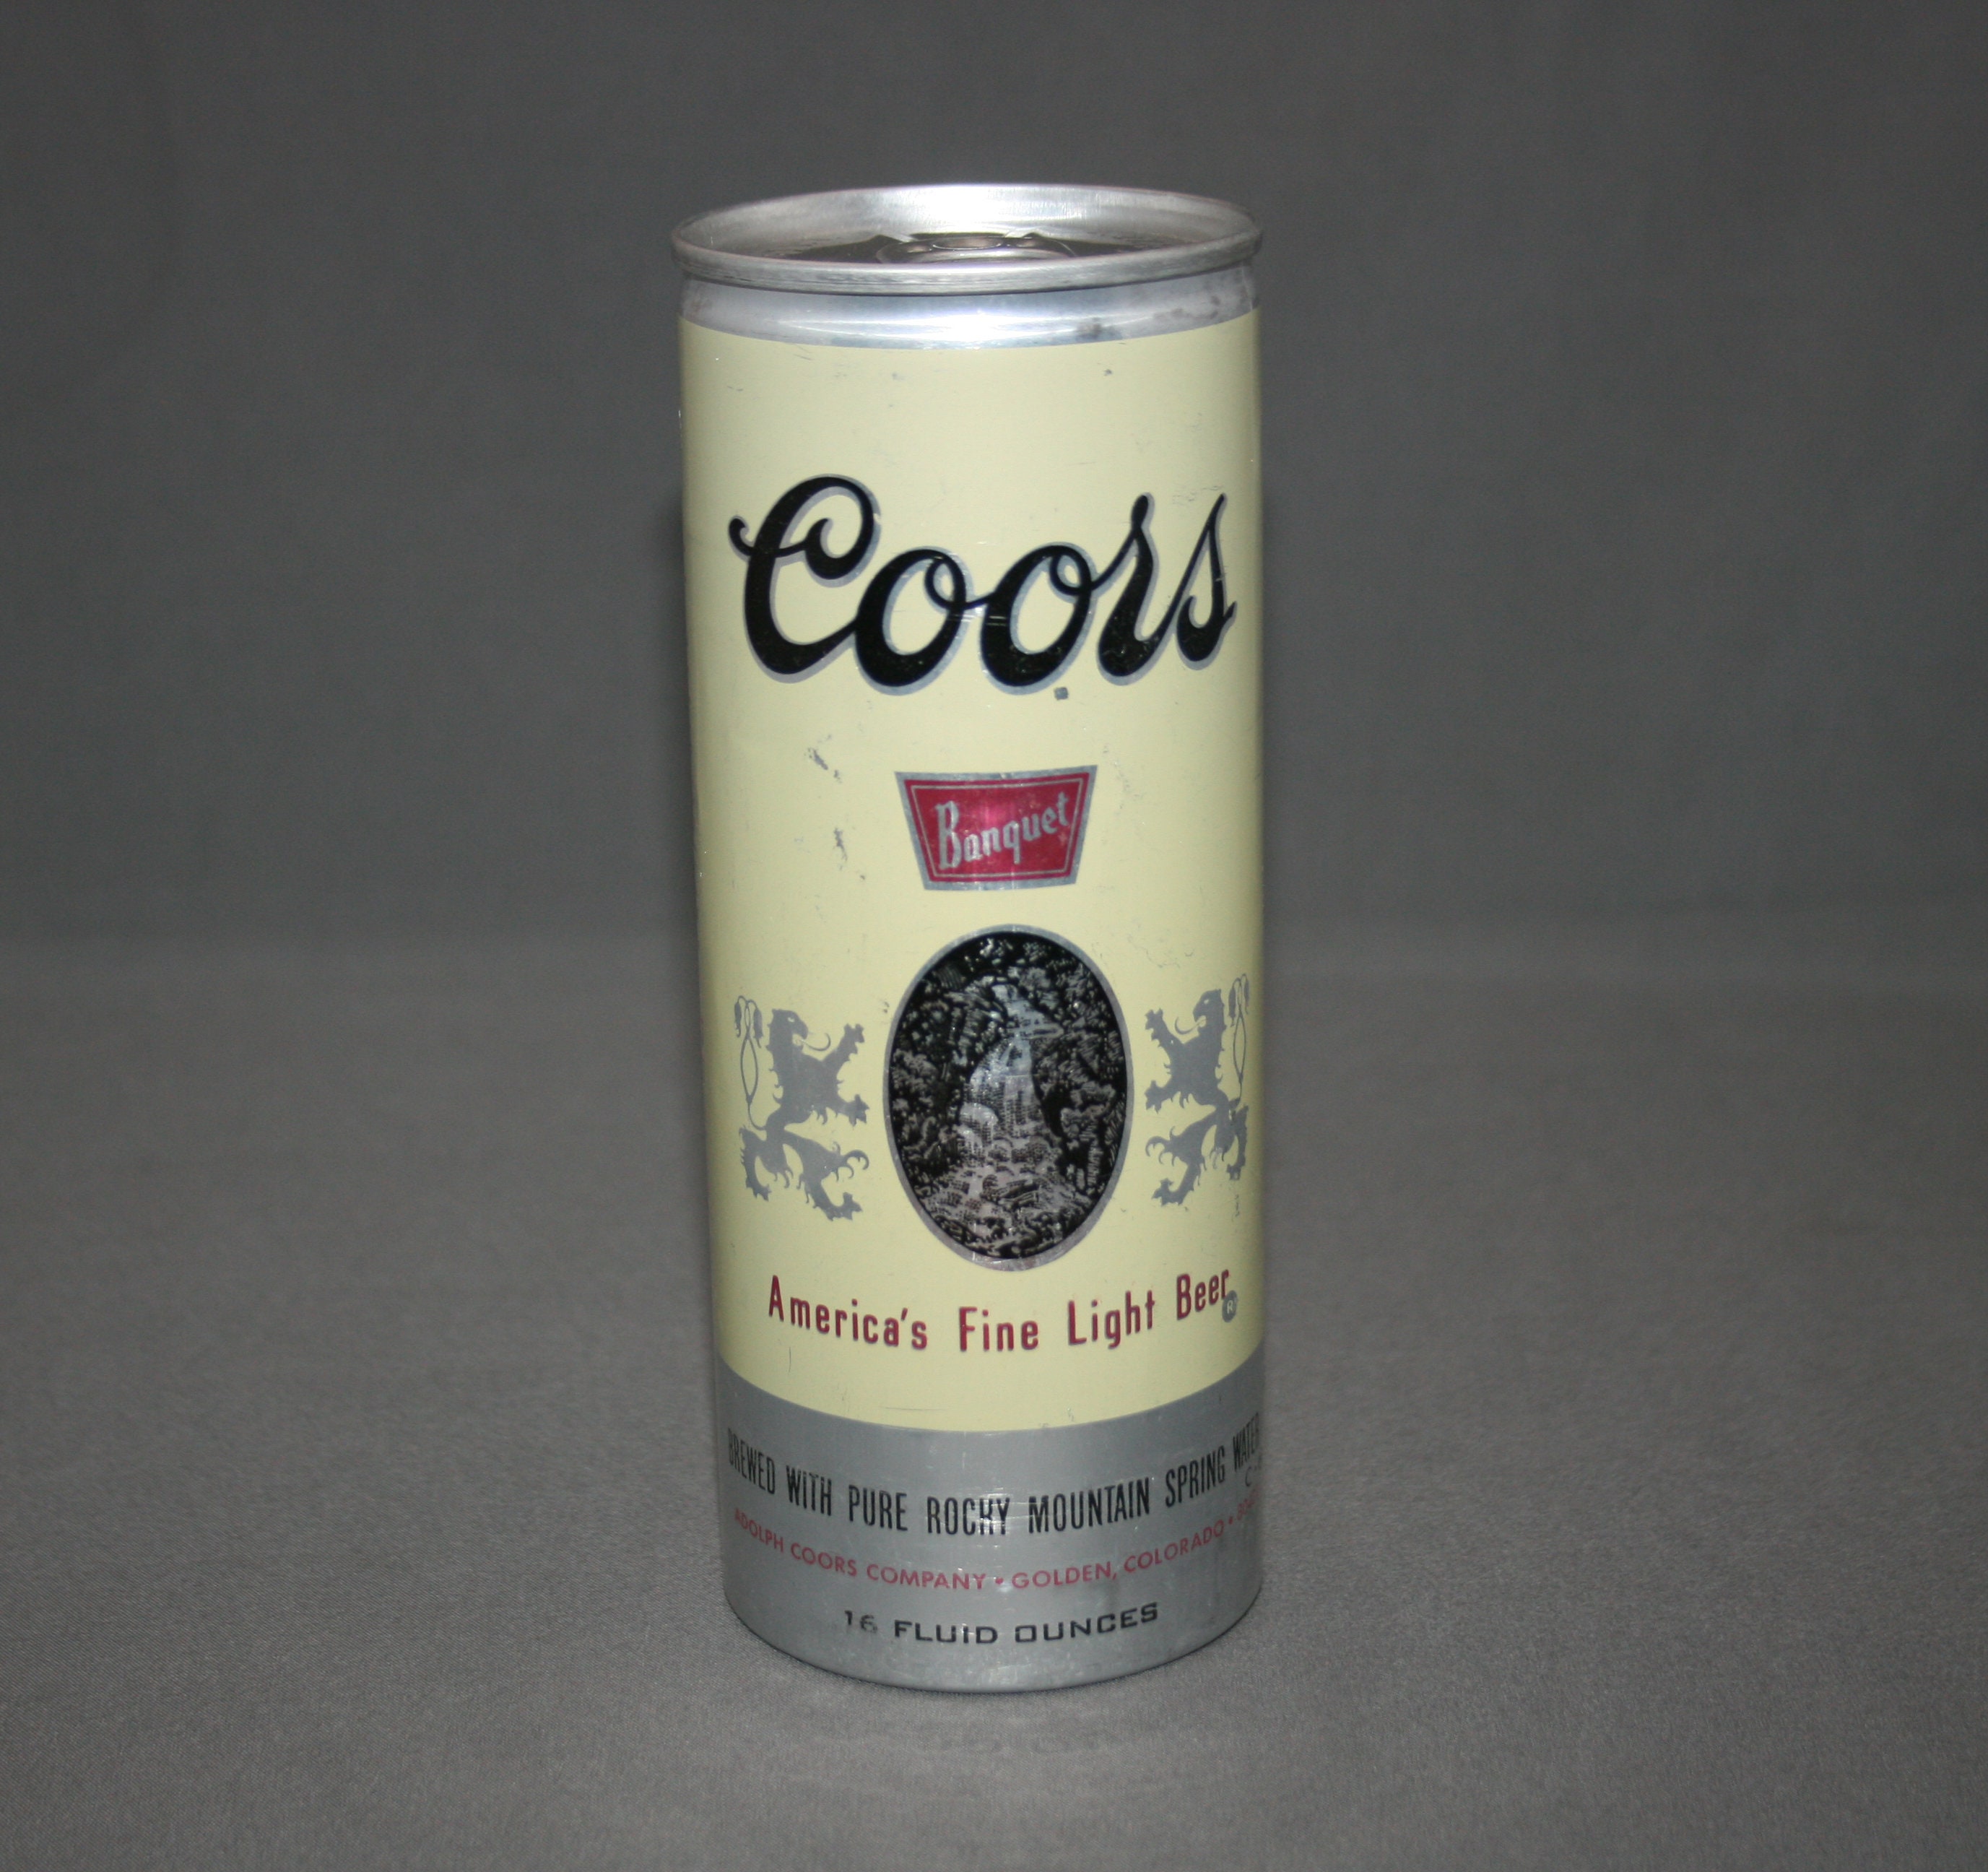 Coors
Banquet
America's Fine Light Beer ®
BREWED WITH PURE ROCKY MOUNTAIN SPRING WATER
ADOLPH COORS COMPANY • GOLDEN, COLORADO •
16 FLUID OUNCES